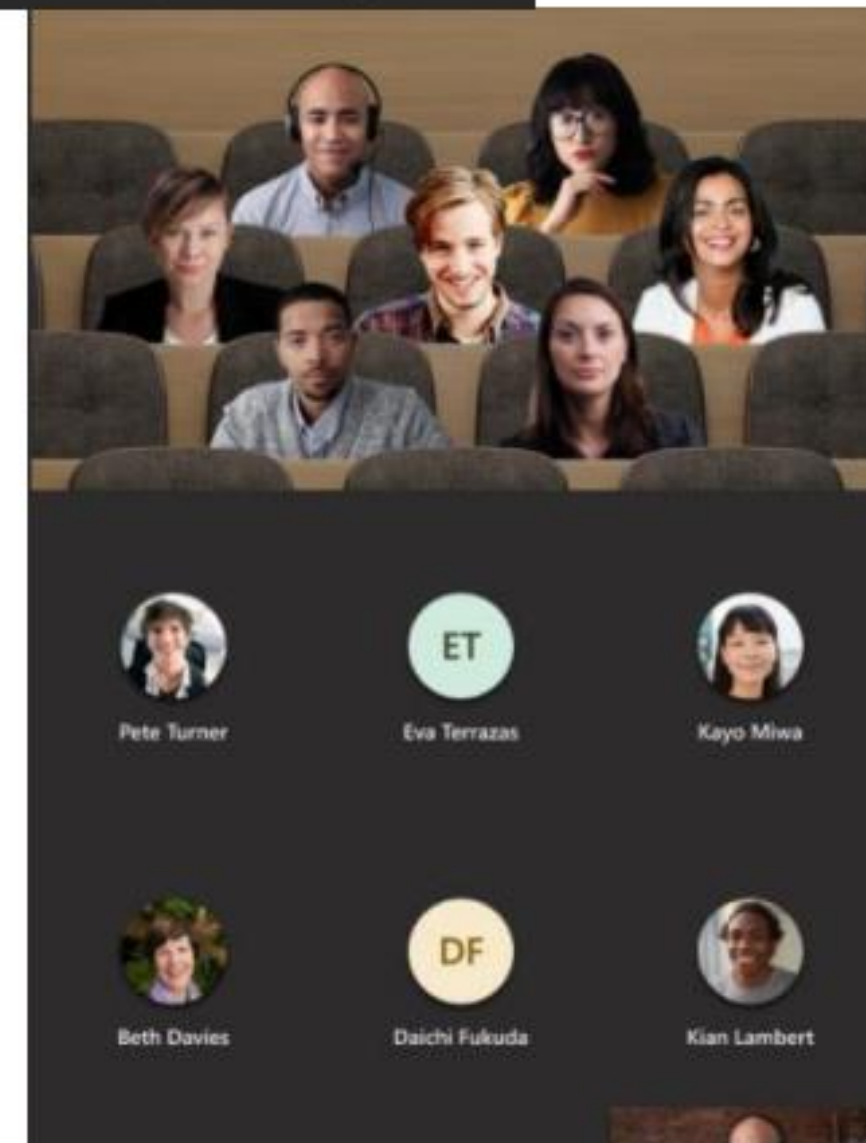 ET
Pete Turner
Eva Terrazas
Kayo Miwa
DF
Beth Davies
Daichi Fukuda
Kian Lambert